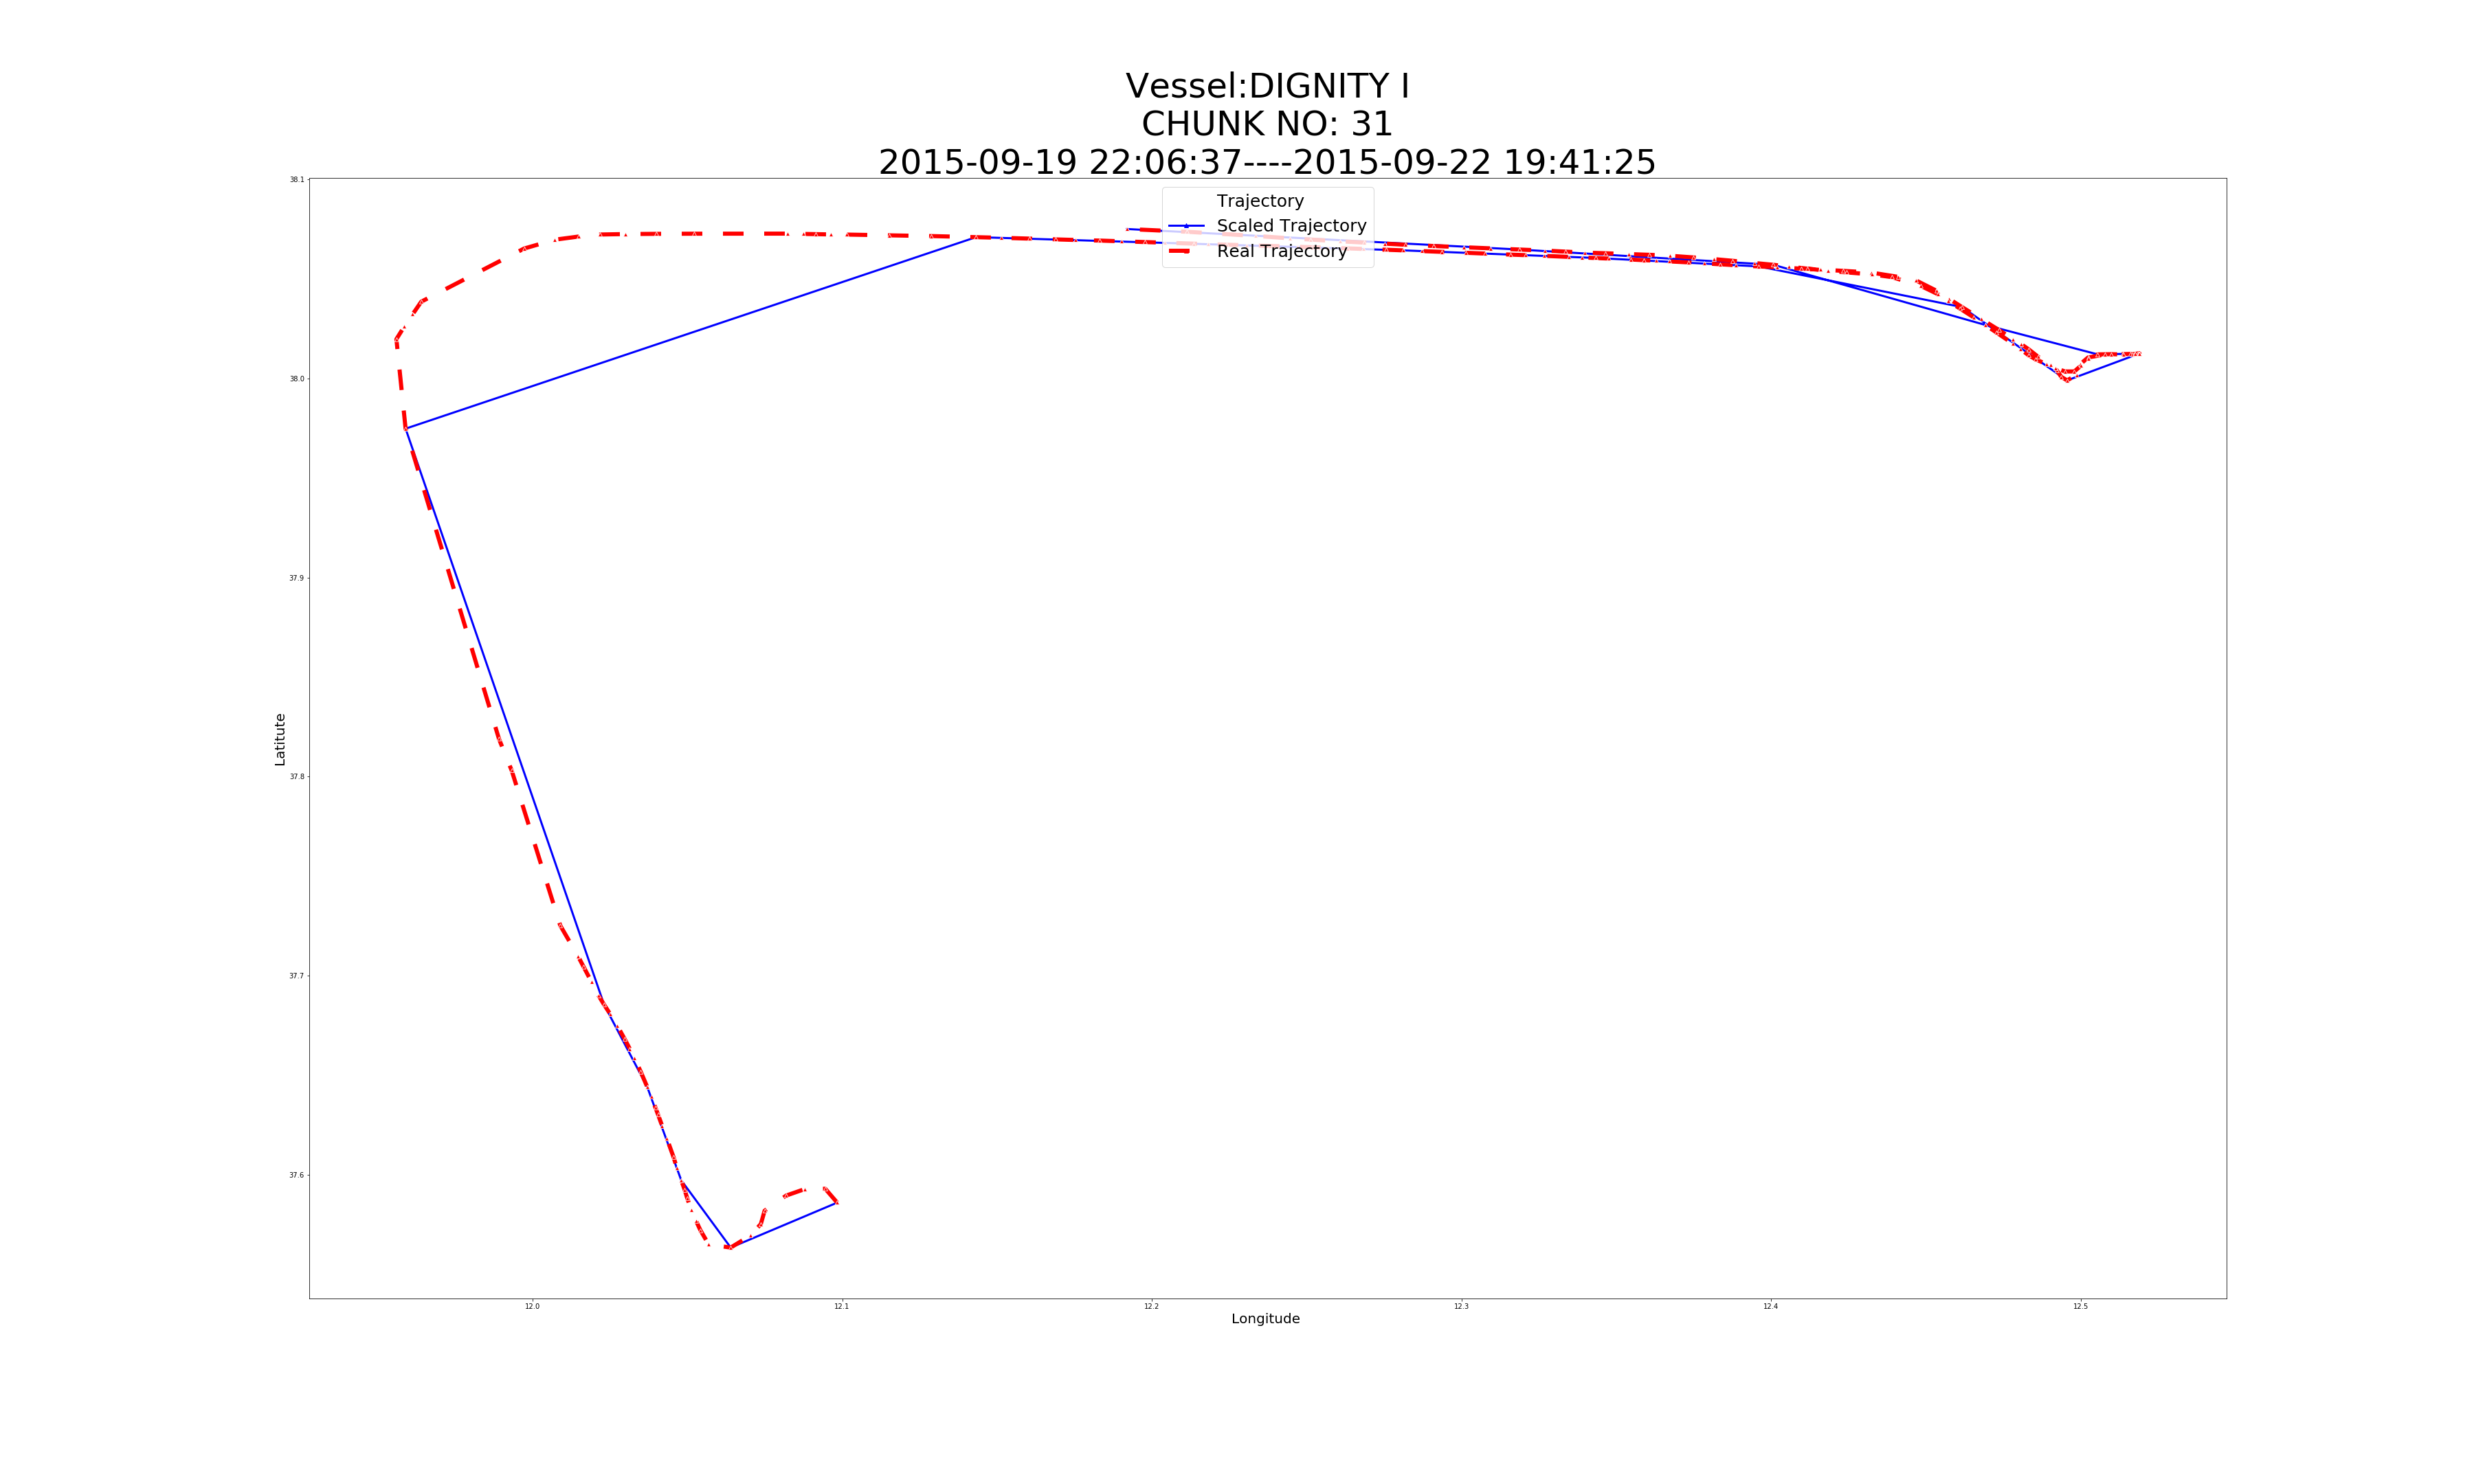 Vessel:DIGNITY I
CHUNK NO: 31
2015-09-19 22:06:37----2015-09-22 19:41:25
Trajectory
Scaled Trajectory
Real Trajectory
38.1
38.0
37.9
37.8
37.7
37.6
Latitute
12.0 12.1 12.2 12.3 12.4 12.5
Longitude